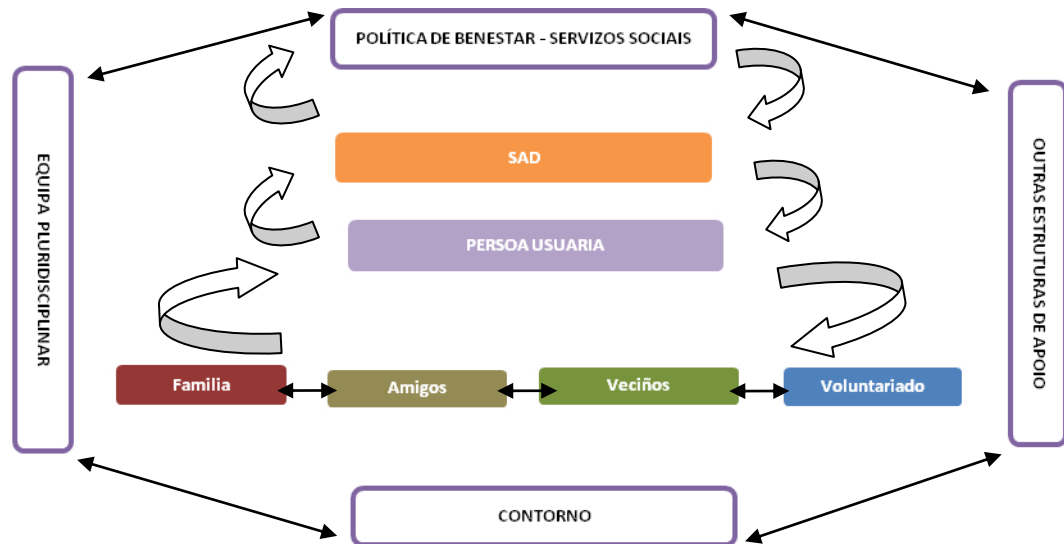 POLÍTICA DE BENESTAR - SERVIZOS SOCIAIS
EQUIPA PLURIDISCIPLINAR
OUTRAS ESTRUTURAS DE APOIO
SAD
PERSOA USUARIA
Familia
Amigos
Veciños
Voluntariado
CONTORNO